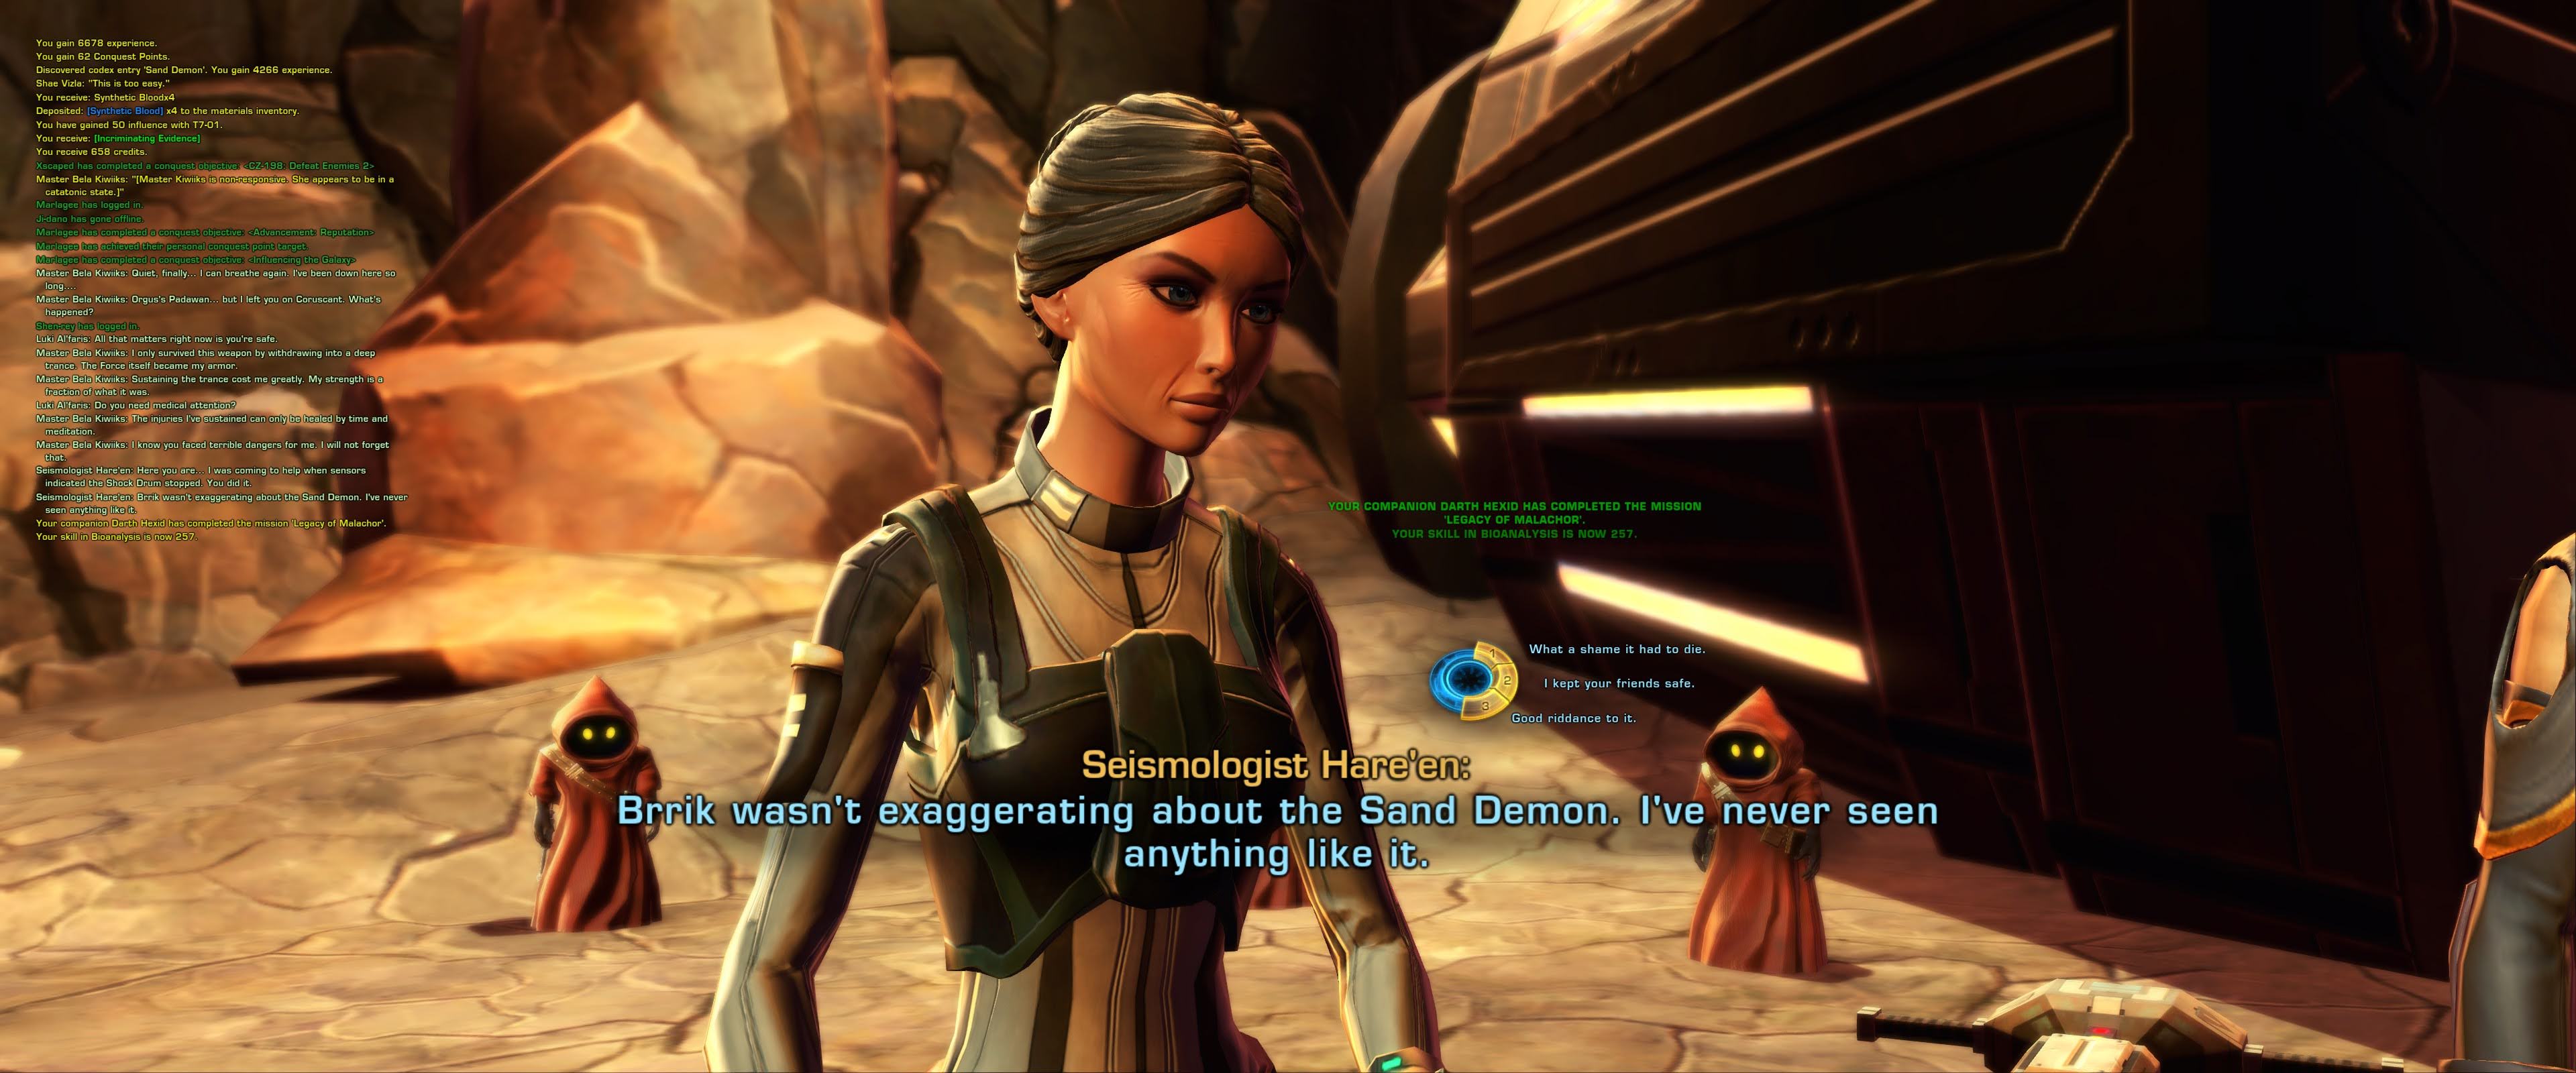 You gain 6678 experience.
You gain 62 Conquest Points.
Discovered codex entry 'Sand Demon'. You gain 4266 experience.
Shae Vizla: "This is too easy."
You receive: Synthetic Bloodx4
Deposited: [Synthetic Blood] x4 to the materials inventory.
You have gained 50 influence with T7-01.
You receive: [Incriminating Evidence]
You receive 658 credits.
Xscaped has completed a conquest objective: <CZ-198: Defeat Enemies 2>
Master Bela Kiwiiks: "[Master Kiwiiks is non-responsive. She appears to be in a
catatonic state.]"
Marlagee has logged in.
Ji-dano has gone offline.
Marlagee has completed a conquest objective: <Advancement: Reputation>
Marlagee has achieved their personal conquest point target.
Marlagee has completed a conquest objective: <Influencing the Galaxy>
Master Bela Kiwiiks: Quiet, finally... I can breathe again. I've been down here so
long....
Master Bela Kiwiiks: Orgus's Padawan... but I left you on Coruscant. What's
happened?
Shen-rey has logged in.
Luki Al'faris: All that matters right now is you're safe.
Master Bela Kiwiiks: I only survived this weapon by withdrawing into a deep
trance. The Force itself became my armor.
Master Bela Kiwiiks: Sustaining the trance cost me greatly. My strength is a
fraction of what it was.
Luki Al'faris: Do you need medical attention?
Master Bela Kiwiiks: The injuries I've sustained can only be healed by time and
meditation.
Master Bela Kiwiiks: I know you faced terrible dangers for me. I will not forget
that.
Seismologist Hare'en: Here you are... I was coming to help when sensors
indicated the Shock Drum stopped. You did it.
Seismologist Hare'en: Brrik wasn't exaggerating about the Sand Demon. I've never
seen anything like it.
Your companion Darth Hexid has completed the mission 'Legacy of Malachor'.
Your skill in Bioanalysis is now 257.
YOUR COMPANION DARTH HEXID HAS COMPLETED THE MISSION
'LEGACY OF MALACHOR'.
YOUR SKILL IN BIOANALYSIS IS NOW 257.
1 What a shame it had to die.
2 I kept your friends safe.
3 Good riddance to it.
Seismologist Hare'en:
Brrik wasn't exaggerating about the Sand Demon. I've never seen
anything like it.